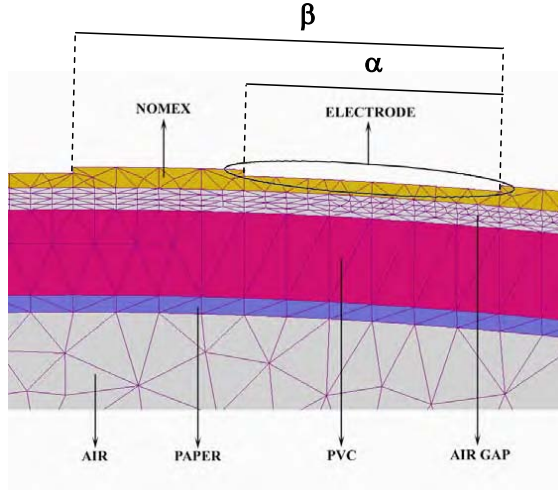 β
α
NOMEX
ELECTRODE
AIR
PAPER
PVC
AIR GAP